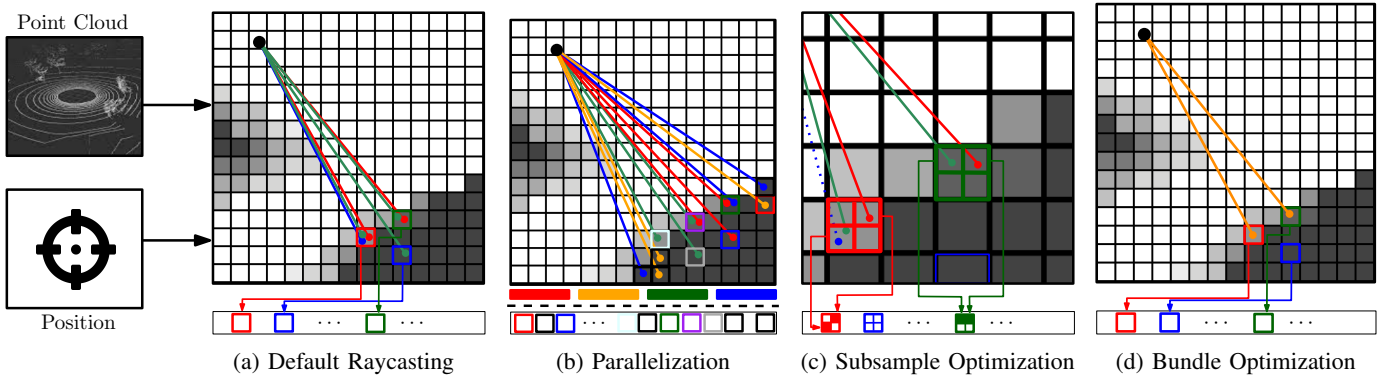 Point Cloud
Position
(a) Default Raycasting
(b) Parallelization
(c) Subsample Optimization
(d) Bundle Optimization